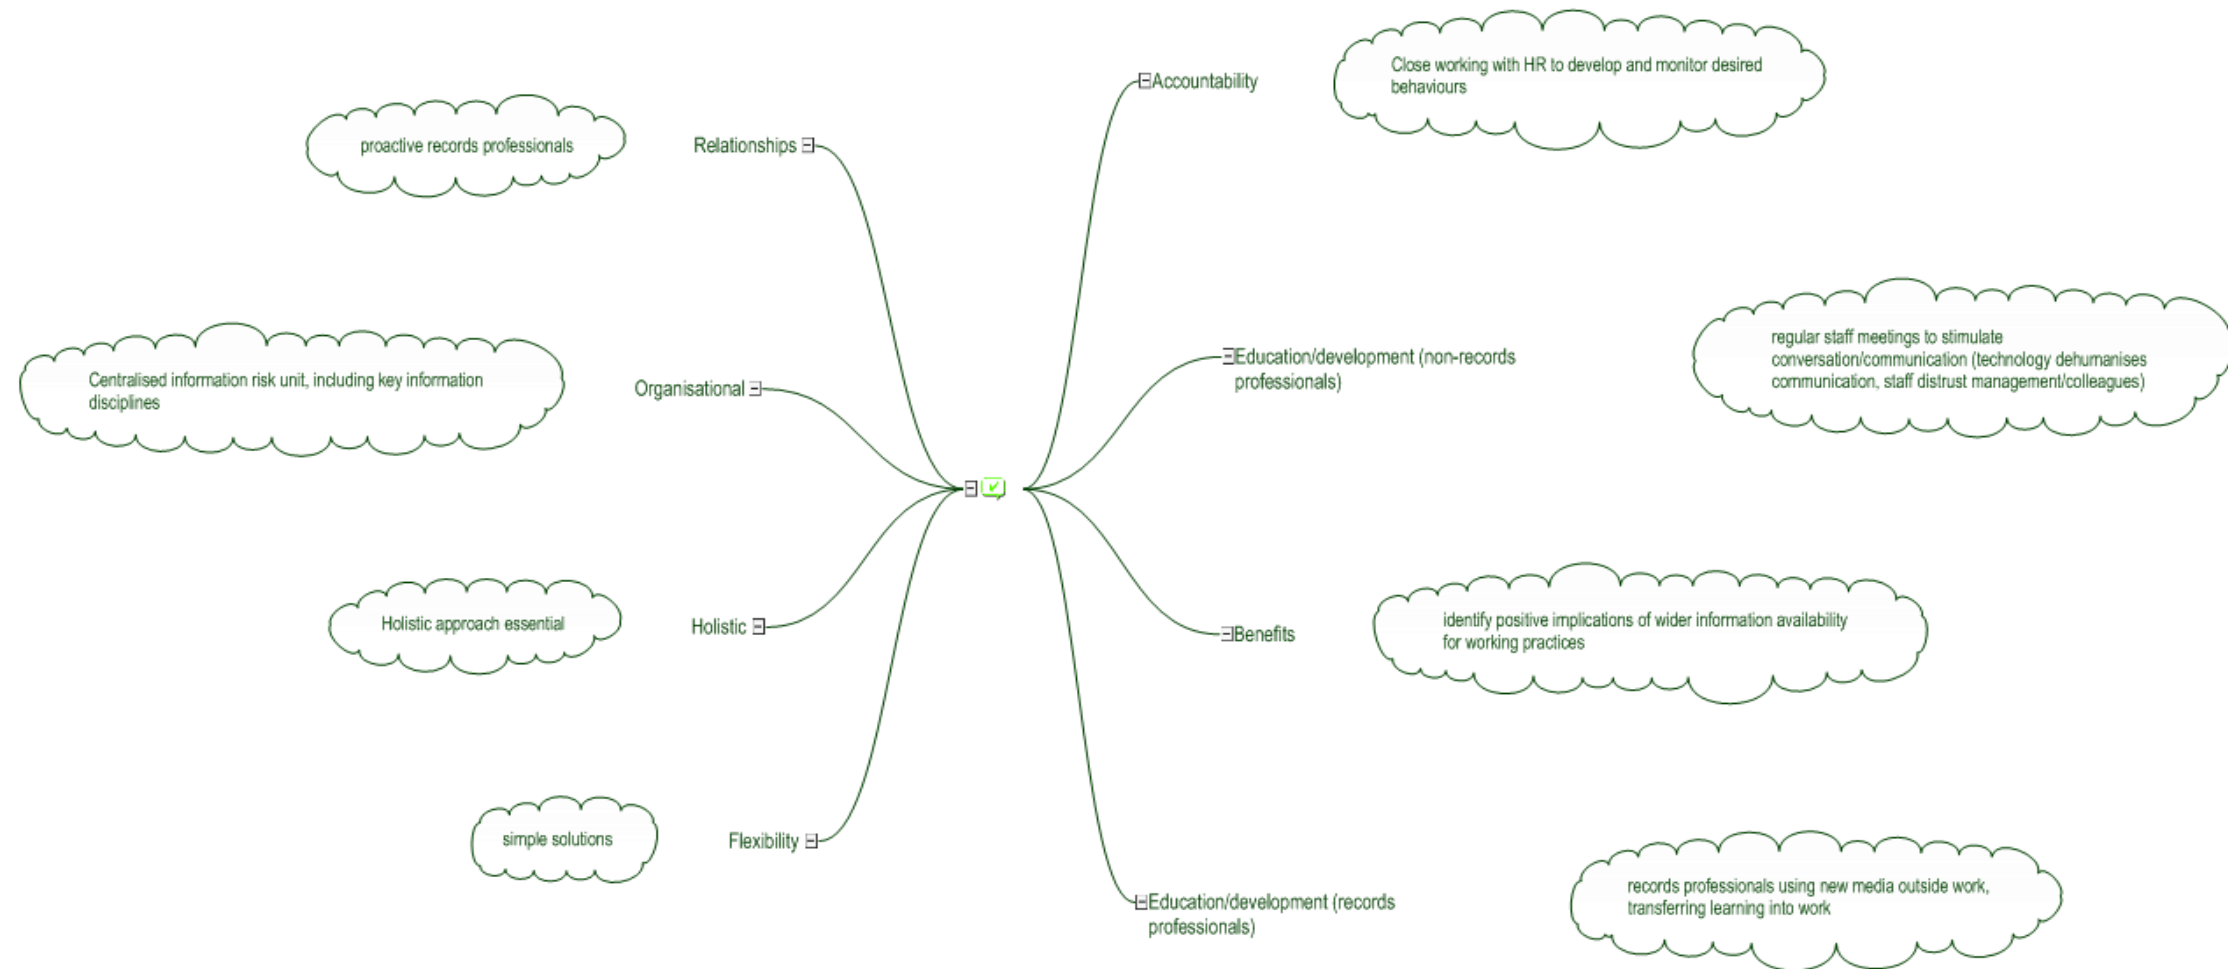 Close working with HR to develop and monitor desired
behaviours
Accountability
proactive records professionals
Relationships
regular staff meetings to stimulate
conversation/communication (technology dehumanises
communication, staff distrust management/colleagues)
Education/development (non-records
professionals)
Centralised information risk unit, including key information
disciplines
Organisational
Holistic approach essential
Holistic
Benefits
identify positive implications of wider information availability
for working practices
simple solutions
Flexibility
Education/development (records
professionals)
records professionals using new media outside work,
transferring learning into work